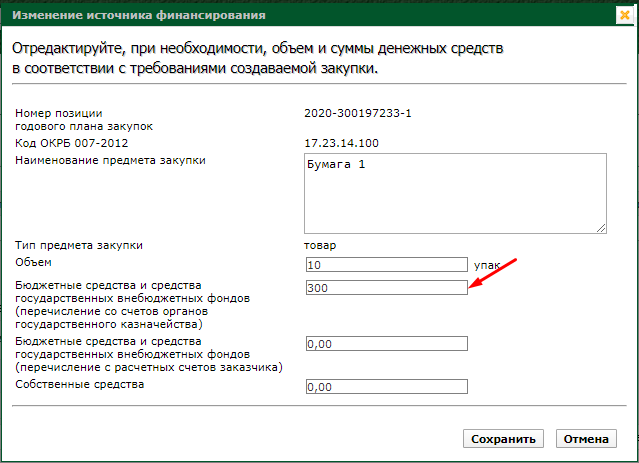 Изменение источника финансирования
Отредактируйте, при необходимости, объем и суммы денежных средств
в соответствии с требованиями создаваемой закупки.
Номер позиции
годового плана закупок
2020-300197233-1
Код ОКРБ 007-2012
17.23.14.100
Наименование предмета закупки
Бумага 1
Тип предмета закупки
товар
Объем
10
упак
Бюджетные средства и средства
государственных внебюджетных фондов
(перечисление со счетов органов
государственного казначейства)
300
Бюджетные средства и средства
государственных внебюджетных фондов
(перечисление с расчетных счетов заказчика)
0,00
Собственные средства
0,00
Сохранить
Отмена